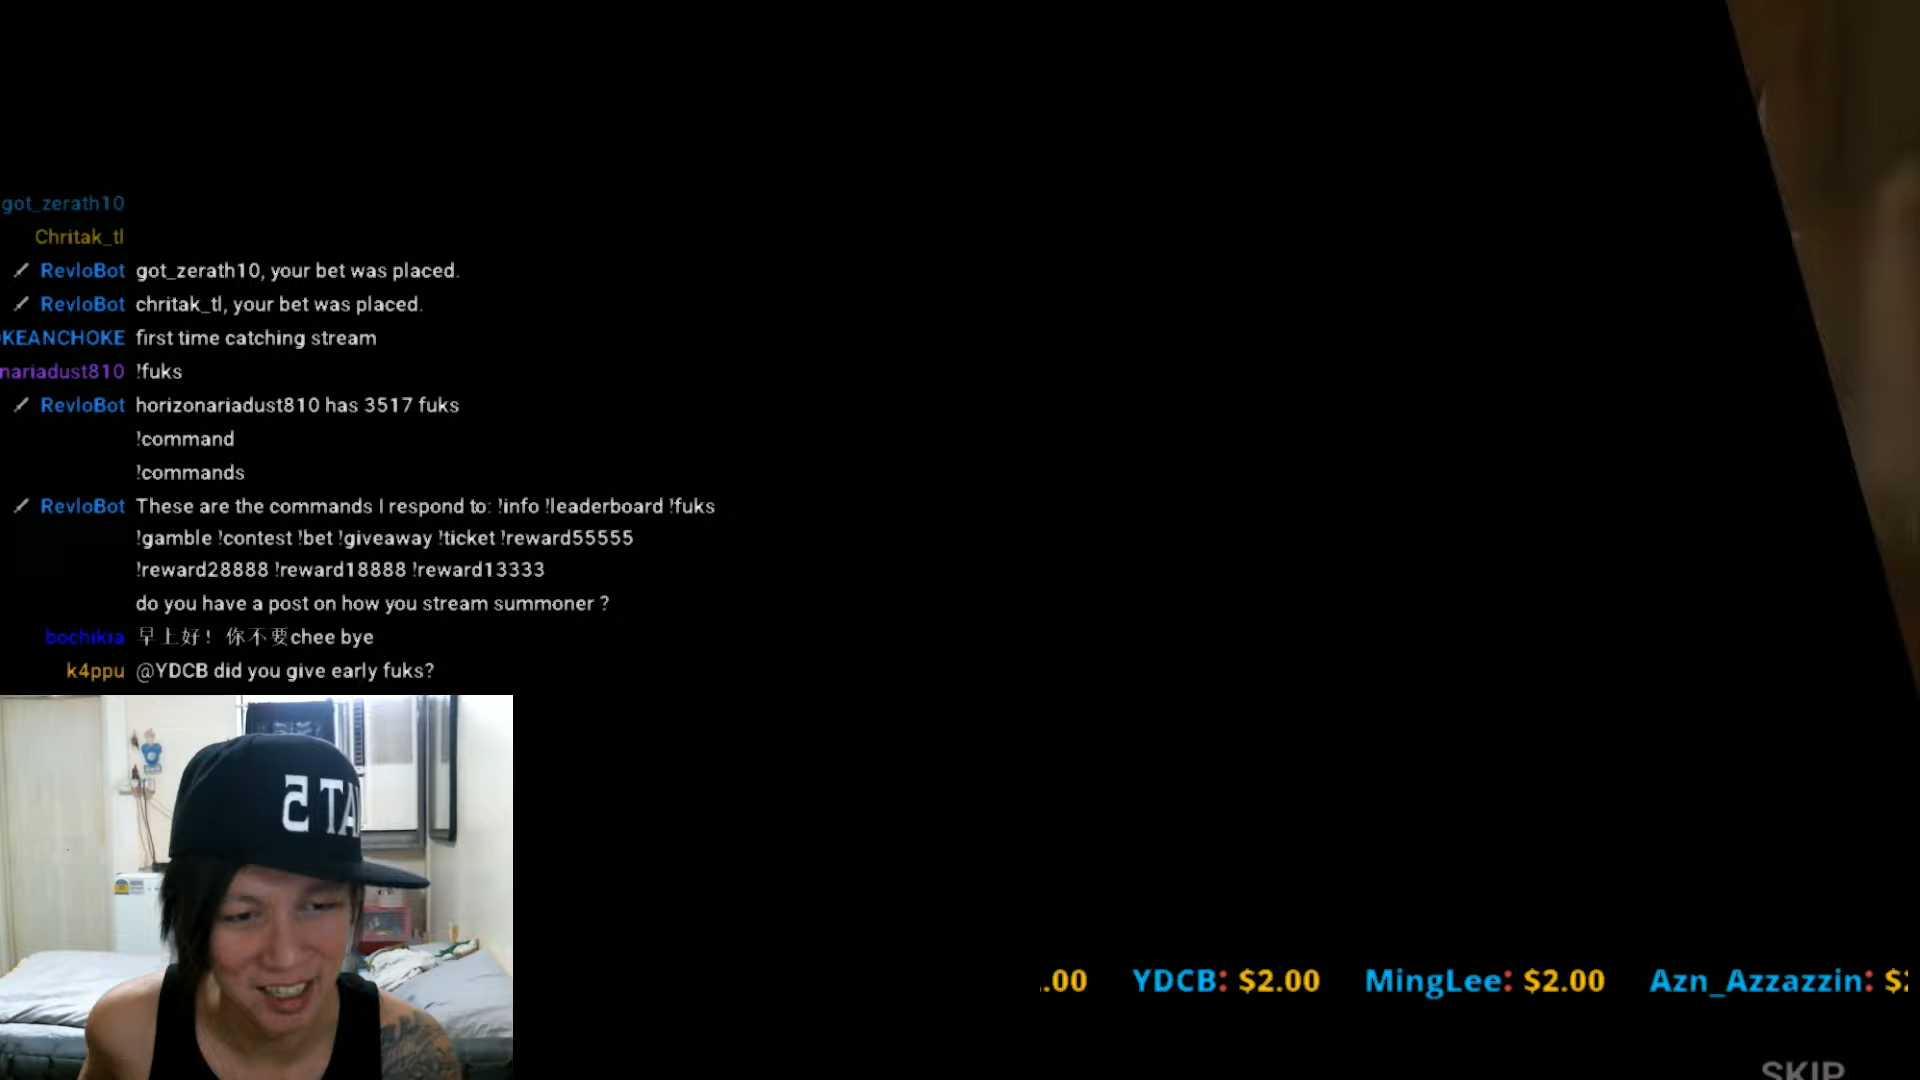 got_zerath10
Chritak_tl
RevloBot got_zerath10, your bet was placed.
RevloBot chritak_tl, your bet was placed.
KEANCHOKE first time catching stream
nariadust810 !fuks
RevloBot horizonariadust810 has 3517 fuks
!command
!commands
RevloBot These are the commands I respond to: !info !leaderboard !fuks
!gamble !contest !bet !giveaway !ticket !reward55555
!reward28888 !reward18888 !reward13333
do you have a post on how you stream summoner ?
bochikia 早上好！你不要chee bye
k4ppu @YDCB did you give early fuks?
5 TA
.00 YDCB: $2.00 MingLee: $2.00 Azn_Azzazzin: $
SKIP